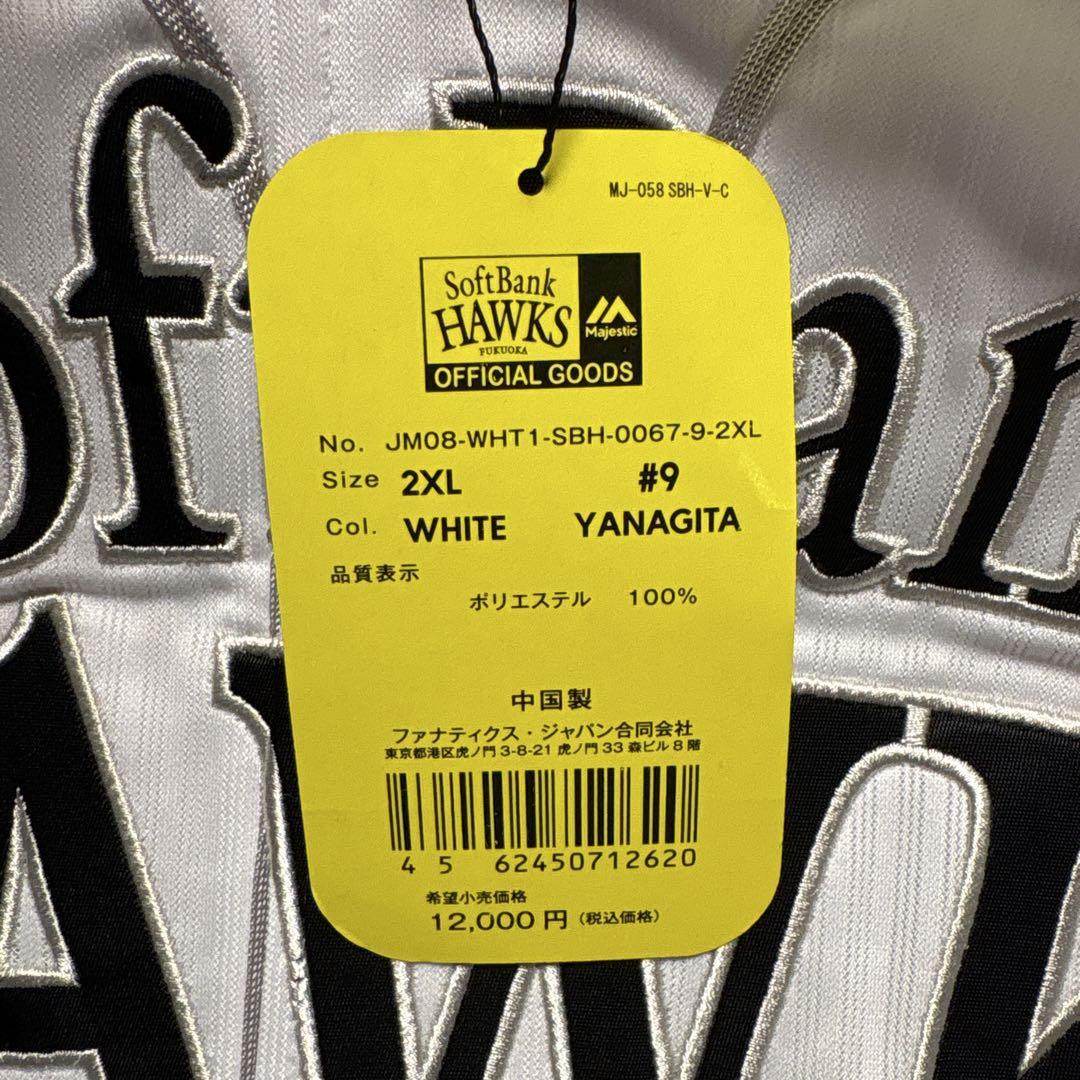 MJ-058 SBH-V-C
SoftBank
HAWKS
FUKUOKA
Majestic
OFFICIAL GOODS
No. JM08-WHT1-SBH-0067-9-2XL
Size 2XL #9
Col. WHITE YANAGITA
品質表示
ポリエステル 100%
中国製
ファナティクス・ジャパン合同会社
東京都港区虎ノ門 3-8-21 虎ノ門 33 森ビル 8 階
4 5 62450712620
希望小売価格
12,000 円 (税込価格)